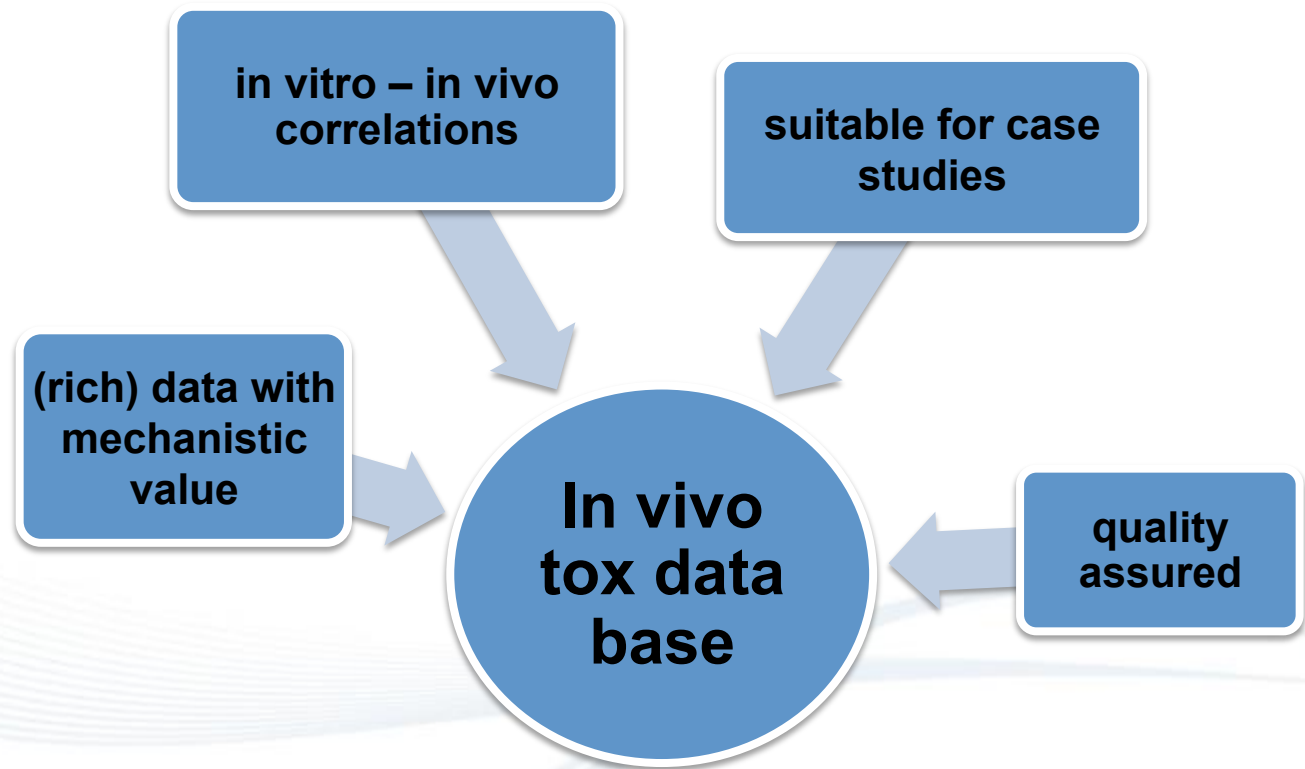 in vitro – in vivo
correlations
suitable for case
studies
(rich) data with
mechanistic
value
In vivo
tox data
base
quality
assured